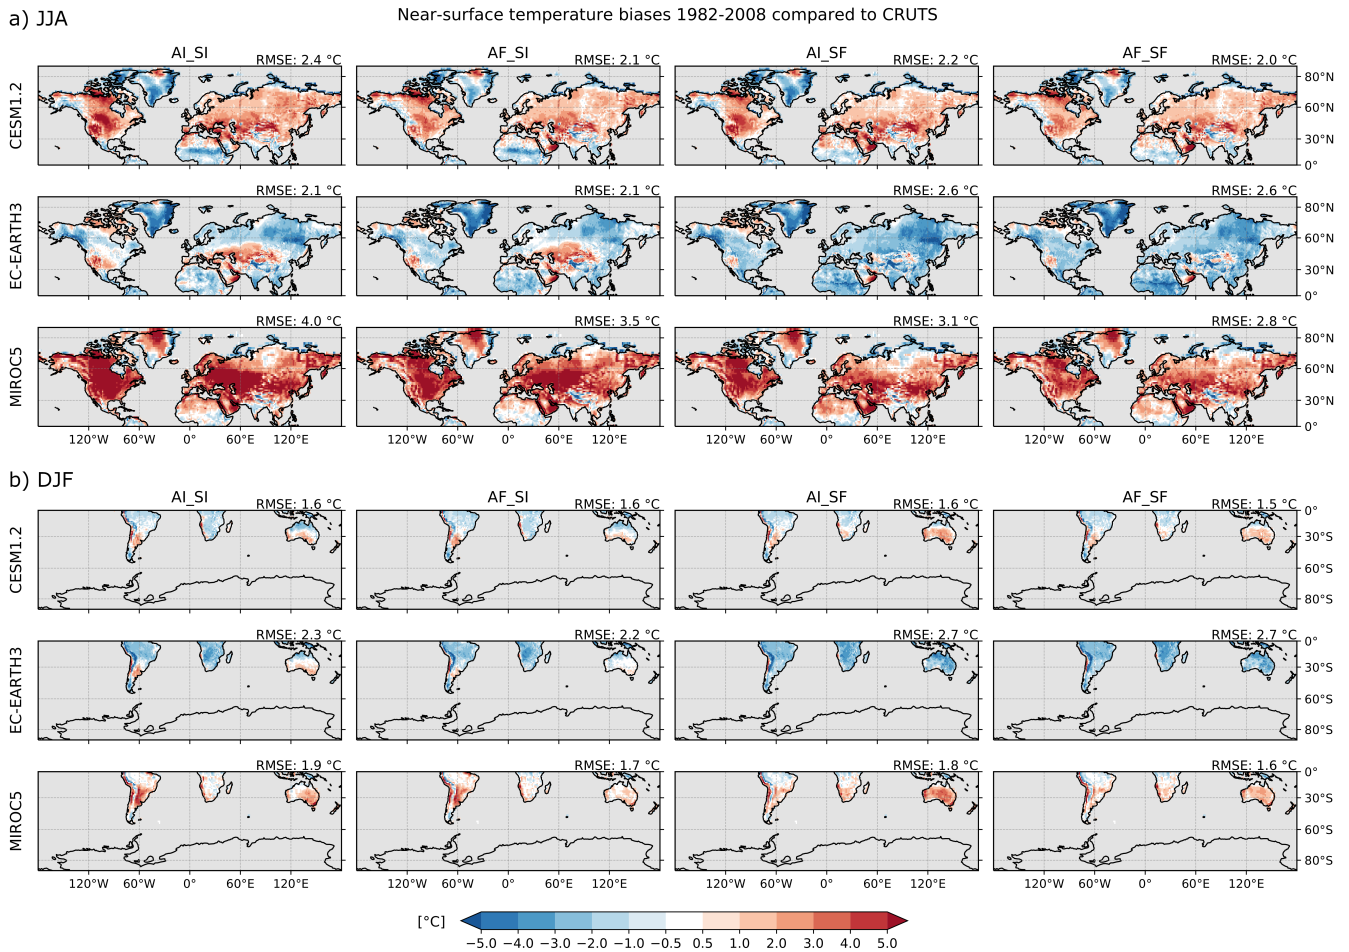 Near-surface temperature biases 1982-2008 compared to CRUTS
a) JJA
AI_SI AF_SI AI_SF AF_SF
RMSE: 2.4 °C RMSE: 2.1 °C RMSE: 2.2 °C RMSE: 2.0 °C
CESM1.2
80°N
60°N
30°N
0°
RMSE: 2.1 °C RMSE: 2.1 °C RMSE: 2.6 °C RMSE: 2.6 °C
EC-EARTH3
80°N
60°N
30°N
0°
RMSE: 4.0 °C RMSE: 3.5 °C RMSE: 3.1 °C RMSE: 2.8 °C
MIROC5
80°N
60°N
30°N
0°
120°W 60°W 0° 60°E 120°E 120°W 60°W 0° 60°E 120°E 120°W 60°W 0° 60°E 120°E 120°W 60°W 0° 60°E 120°E
b) DJF
AI_SI AF_SI AI_SF AF_SF
RMSE: 1.6 °C RMSE: 1.6 °C RMSE: 1.6 °C RMSE: 1.5 °C
CESM1.2
0°
30°S
60°S
80°S
RMSE: 2.3 °C RMSE: 2.2 °C RMSE: 2.7 °C RMSE: 2.7 °C
EC-EARTH3
0°
30°S
60°S
80°S
RMSE: 1.9 °C RMSE: 1.7 °C RMSE: 1.8 °C RMSE: 1.6 °C
MIROC5
0°
30°S
60°S
80°S
120°W 60°W 0° 60°E 120°E 120°W 60°W 0° 60°E 120°E 120°W 60°W 0° 60°E 120°E 120°W 60°W 0° 60°E 120°E
[°C]
−5.0 −4.0 −3.0 −2.0 −1.0 −0.5 0.5 1.0 2.0 3.0 4.0 5.0